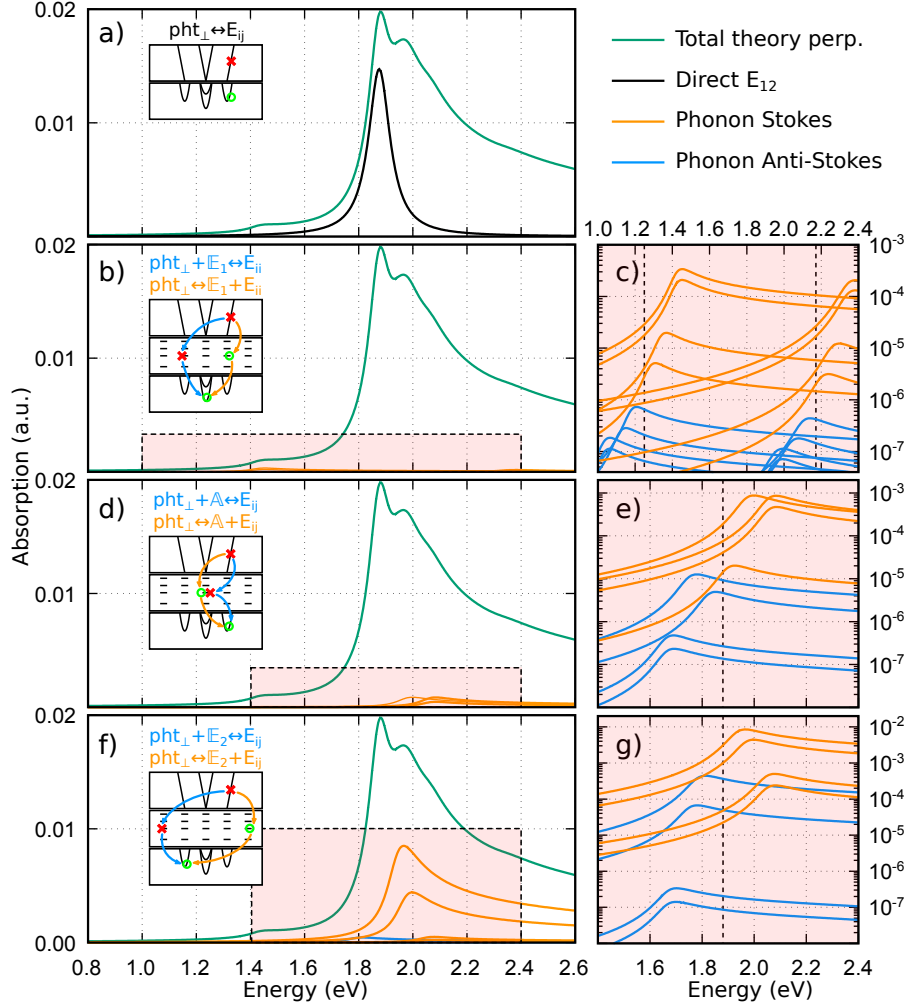 a)
pht⊥↔Eij
0.02
0.01
Total theory perp.
Direct E12
Phonon Stokes
Phonon Anti-Stokes
b)
pht⊥+𝔼1↔Eii
pht⊥↔𝔼1+Eii
0.02
0.01
c)
1.0 1.2 1.4 1.6 1.8 2.0 2.2 2.4
10-3
10-4
10-5
10-6
10-7
d)
pht⊥+𝔸↔Eij
pht⊥↔𝔸+Eij
0.02
0.01
e)
10-3
10-4
10-5
10-6
10-7
f)
pht⊥+𝔼2↔Eij
pht⊥↔𝔼2+Eij
0.02
0.01
0.00
g)
10-2
10-3
10-4
10-5
10-6
10-7
Absorption (a.u.)
0.8 1.0 1.2 1.4 1.6 1.8 2.0 2.2 2.4 2.6
Energy (eV)
1.6 1.8 2.0 2.2 2.4
Energy (eV)